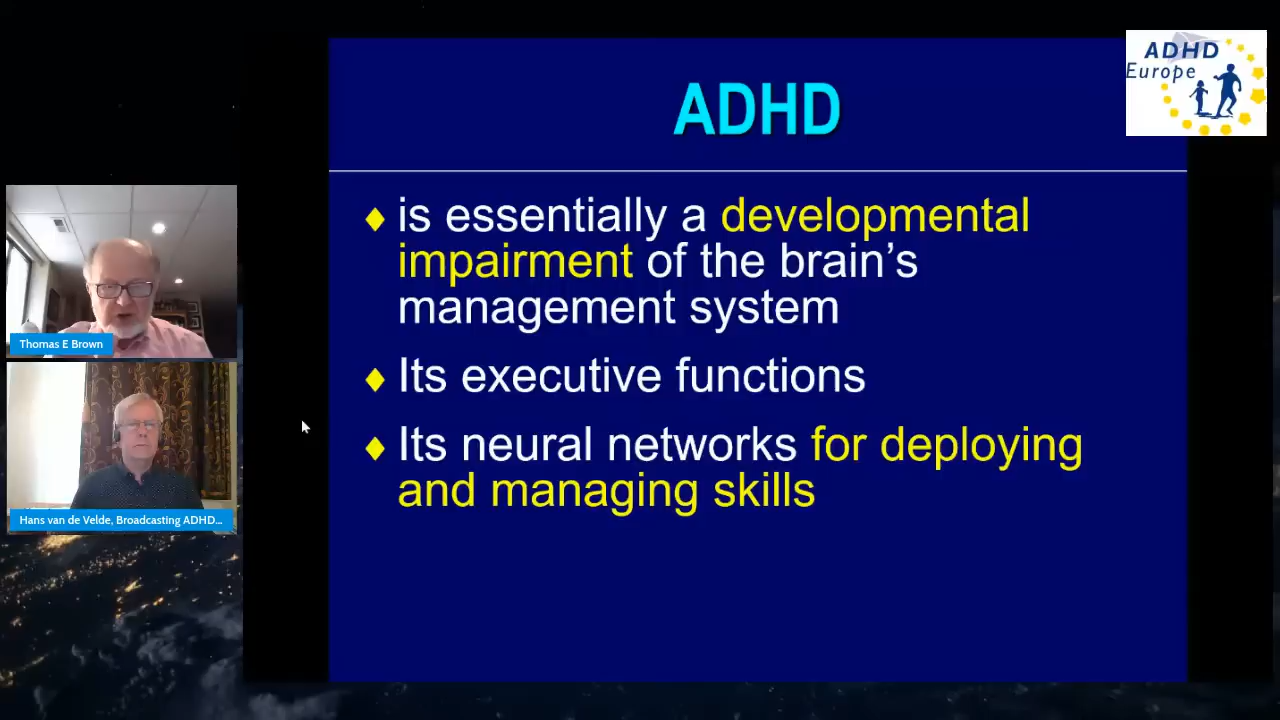 ADHD
Europe
ADHD
is essentially a developmental
impairment of the brain’s
management system
Its executive functions
Its neural networks for deploying
and managing skills
Thomas E Brown
Hans van de Velde, Broadcasting ADHD...